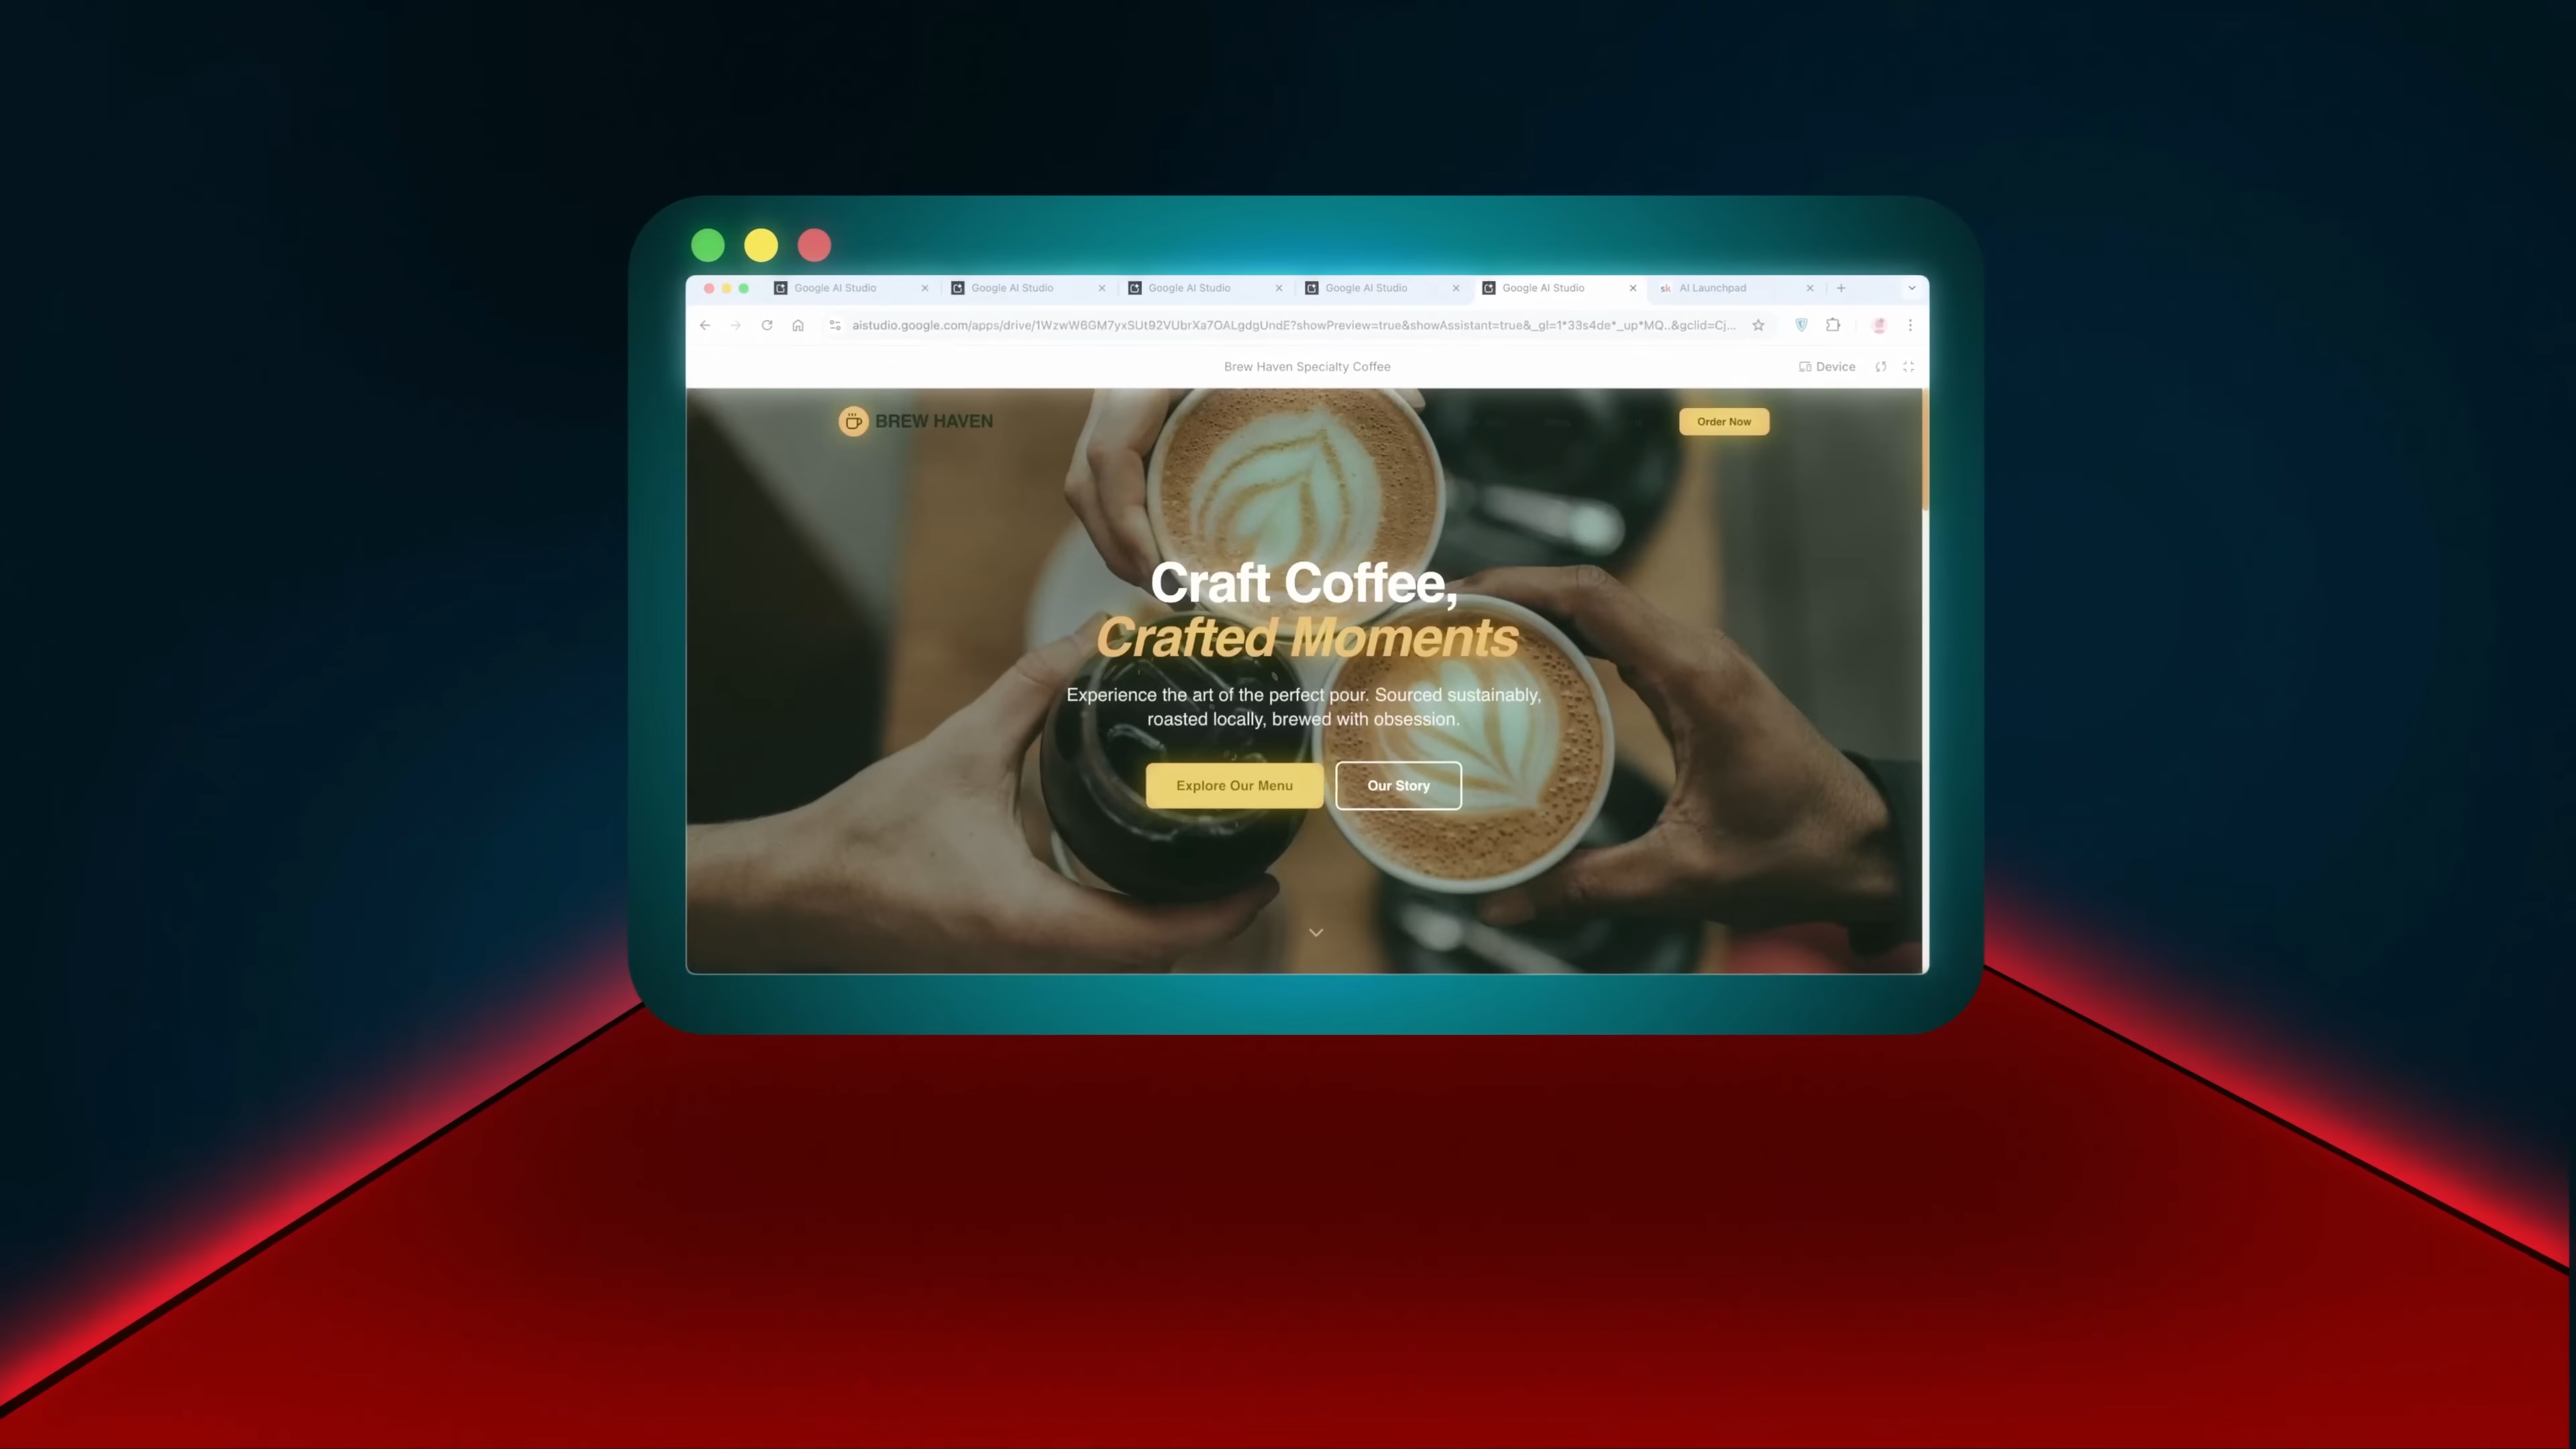 Google AI Studio
Google AI Studio
Google AI Studio
Google AI Studio
Google AI Studio
sk AI Launchpad
aistudio.google.com/apps/drive/1WzwW6GM7yxSUt92VUbrXa7OALgdgUndE?showPreview=true&showAssistant=true&_gl=1*33s4de*_up*MQ..&gclid=Cj...
Brew Haven Specialty Coffee
Device
BREW HAVEN
Order Now
Craft Coffee,
Crafted Moments
Experience the art of the perfect pour. Sourced sustainably,
roasted locally, brewed with obsession.
Explore Our Menu
Our Story